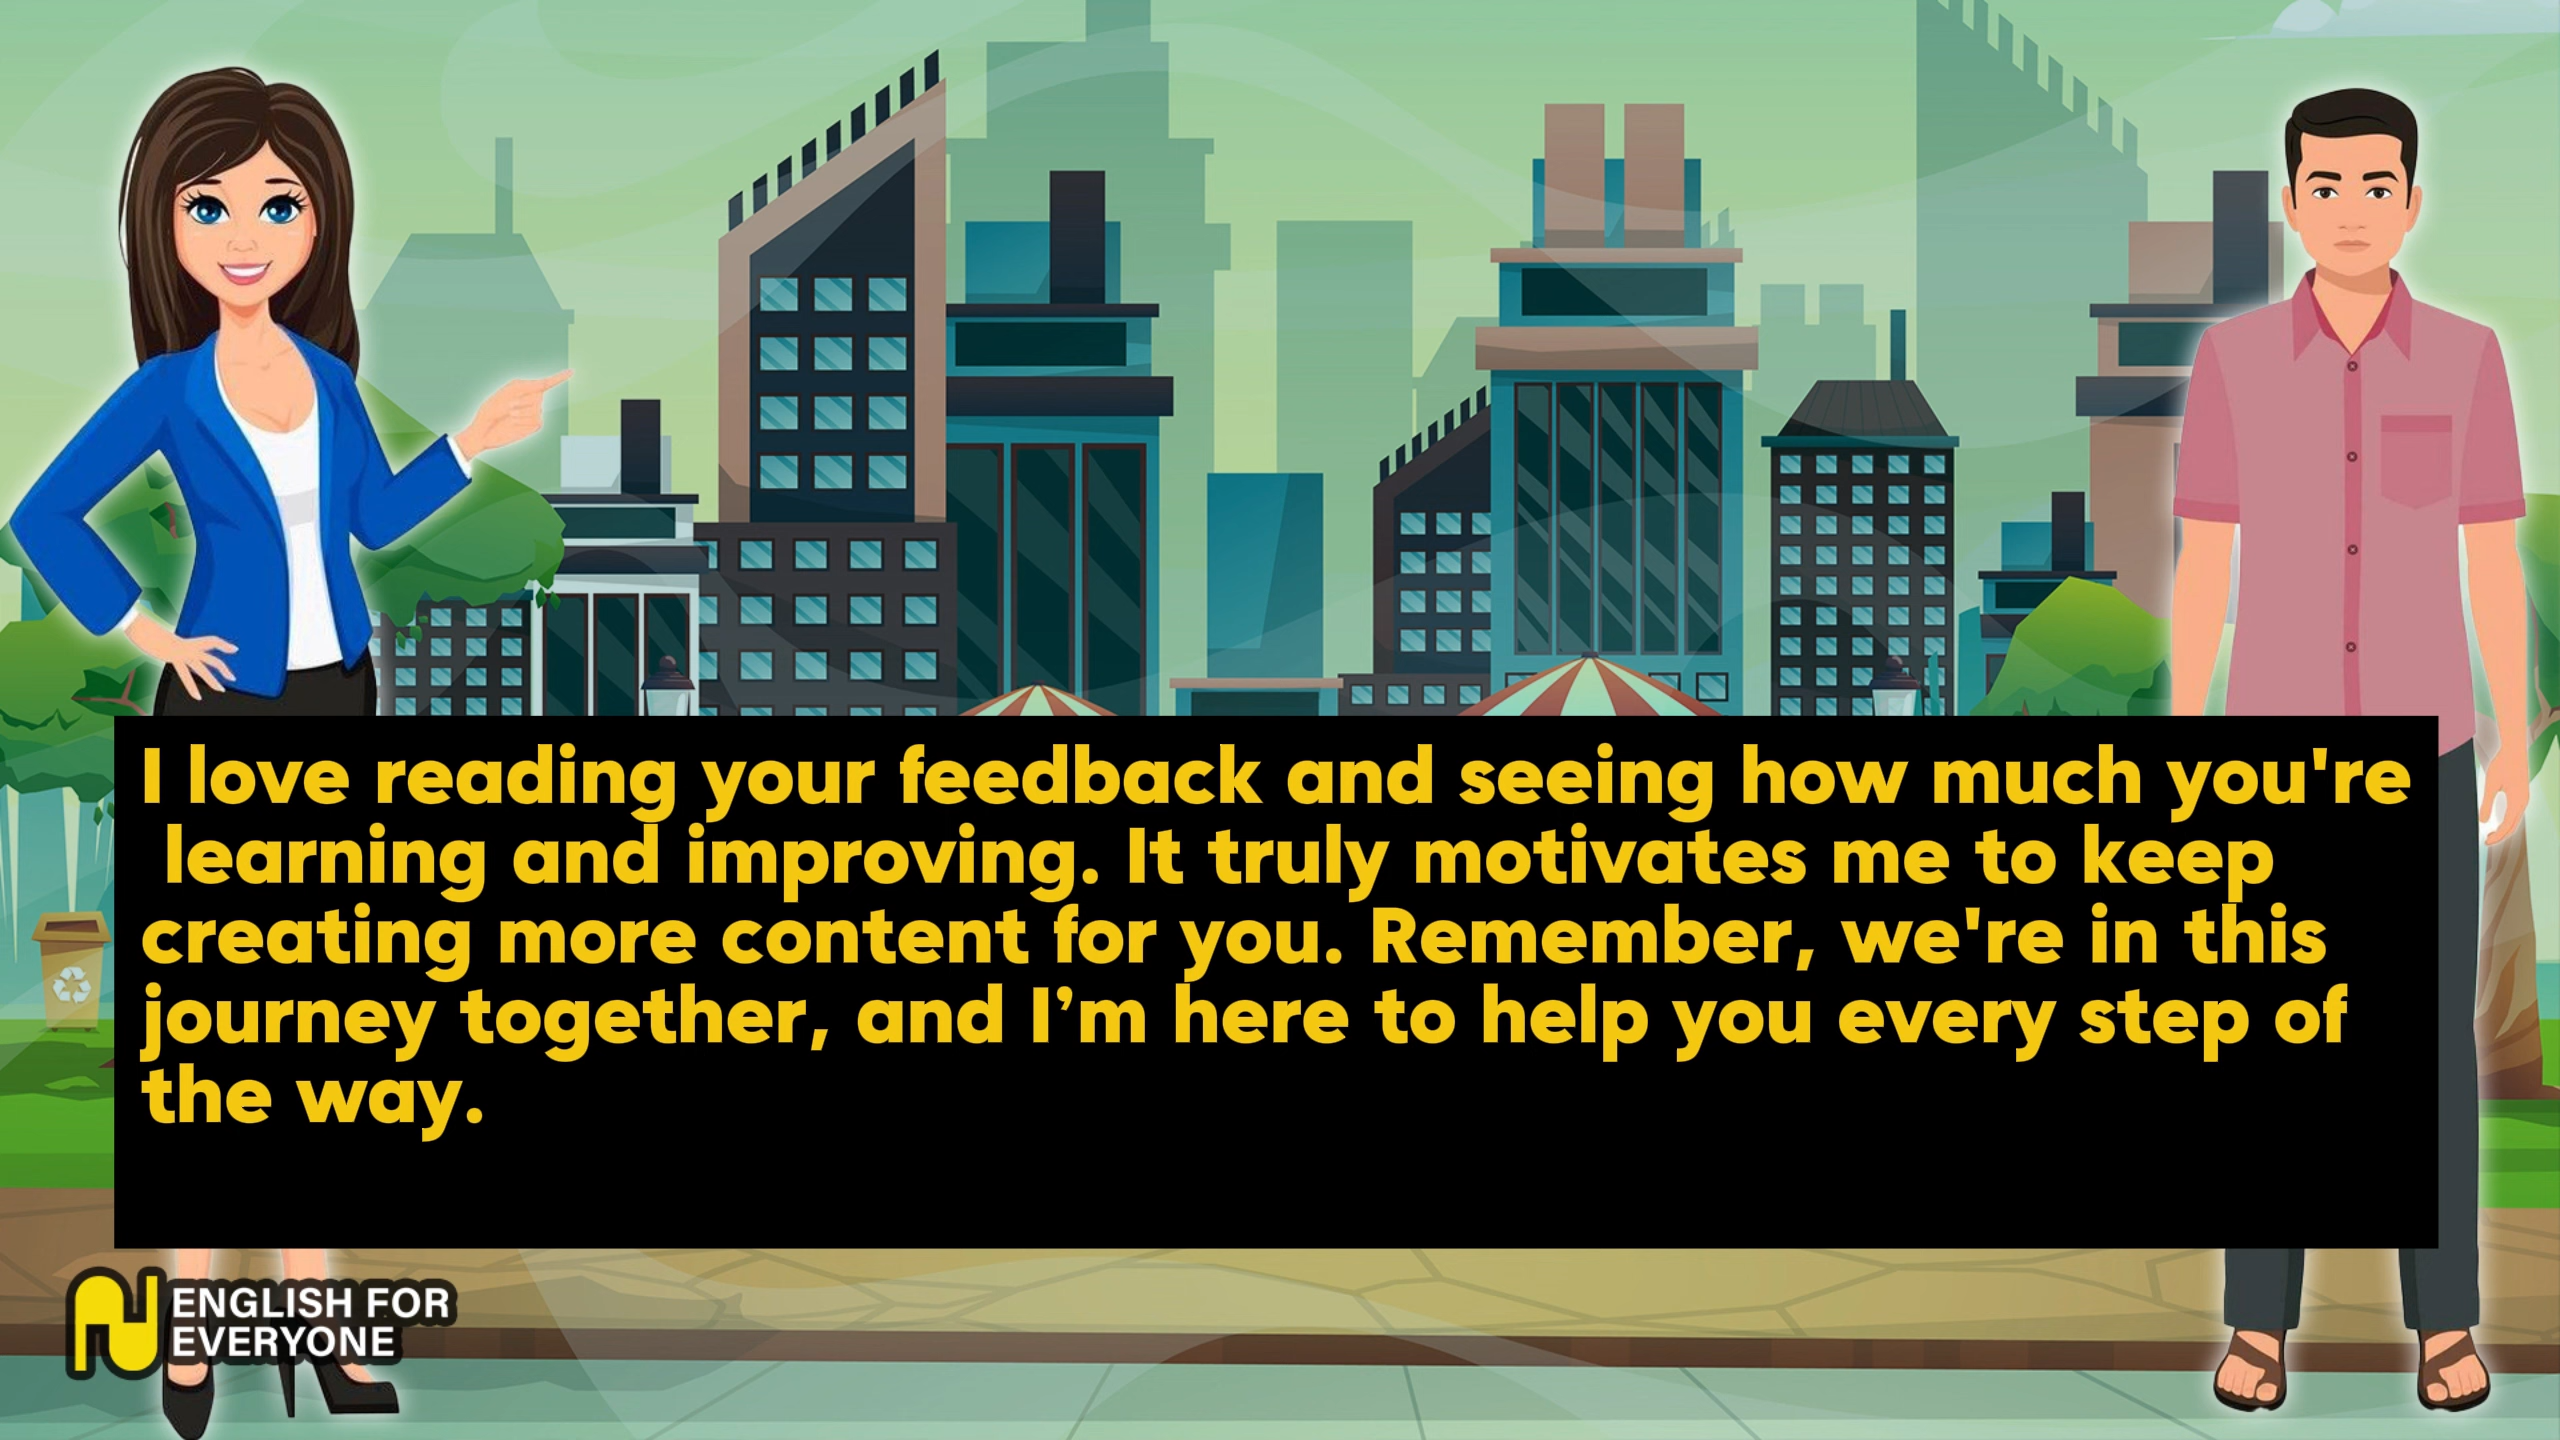 I love reading your feedback and seeing how much you're
learning and improving. It truly motivates me to keep
creating more content for you. Remember, we're in this
journey together, and I’m here to help you every step of
the way.
ENGLISH FOR
EVERYONE